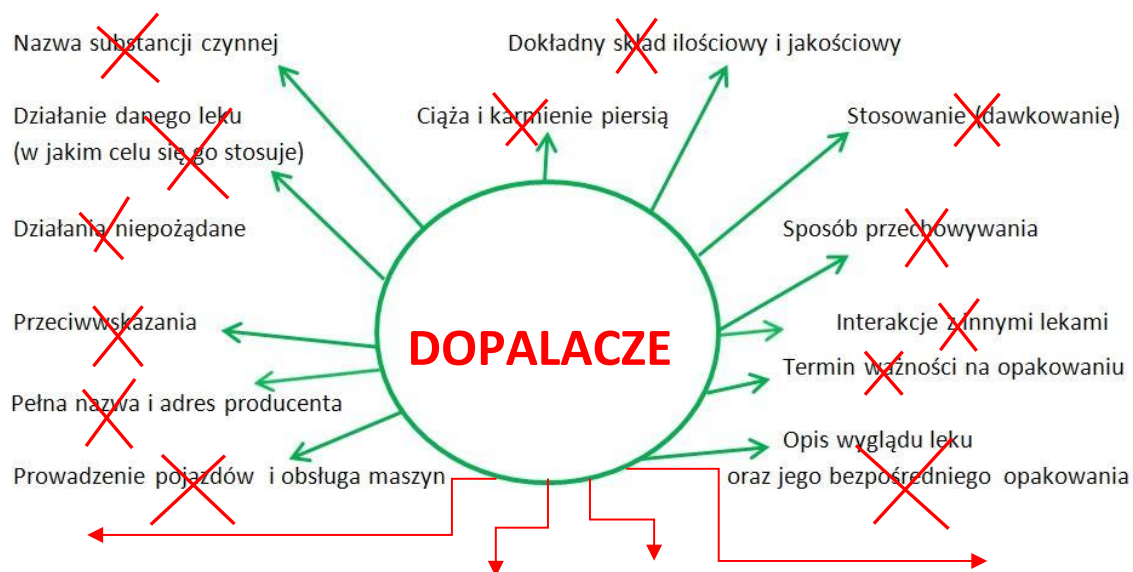 Nazwa substancji czynnej
Dokładny skład ilościowy i jakościowy
Działanie danego leku
(w jakim celu się go stosuje)
Ciąża i karmienie piersią
Stosowanie (dawkowanie)
Działania niepożądane
Sposób przechowywania
Przeciwwskazania
Interakcje z innymi lekami
DOPALACZE
Termin ważności na opakowaniu
Pełna nazwa i adres producenta
Opis wyglądu leku
oraz jego bezpośredniego opakowania
Prowadzenie pojazdów i obsługa maszyn